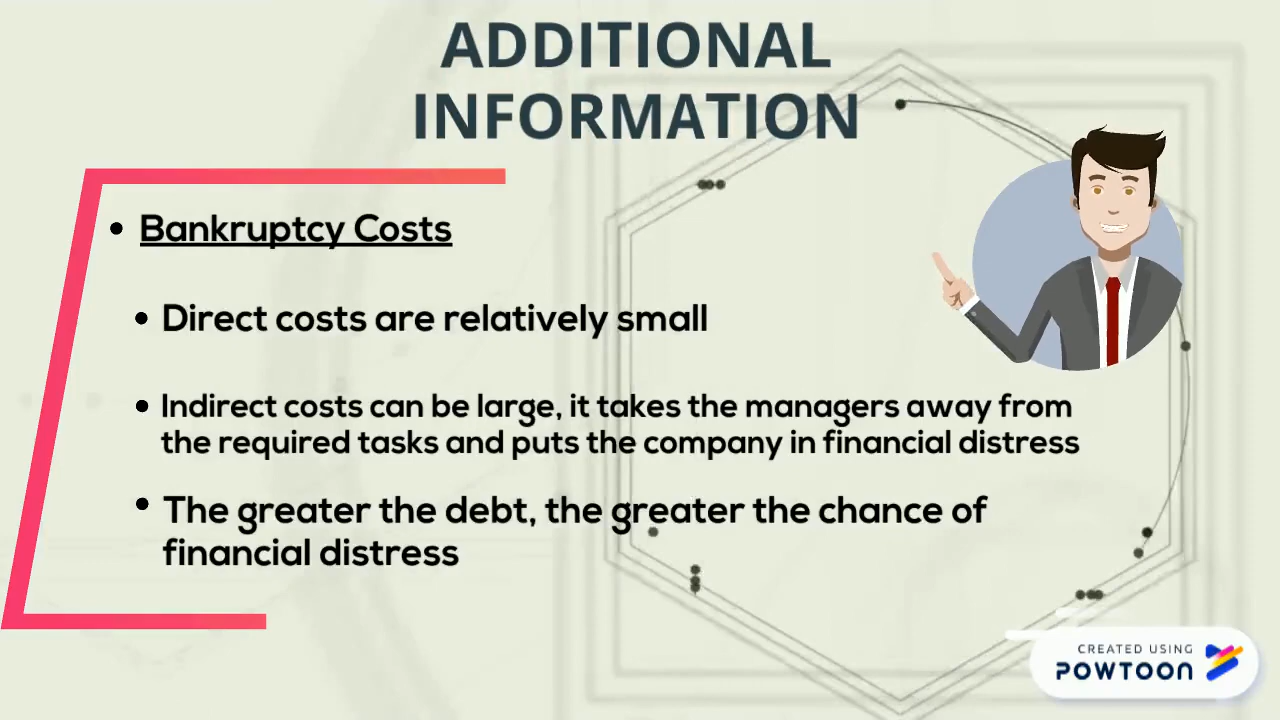 ADDITIONAL
INFORMATION
Bankruptcy Costs
Direct costs are relatively small
Indirect costs can be large, it takes the managers away from
the required tasks and puts the company in financial distress
The greater the debt, the greater the chance of
financial distress
CREATED USING
POWTOON